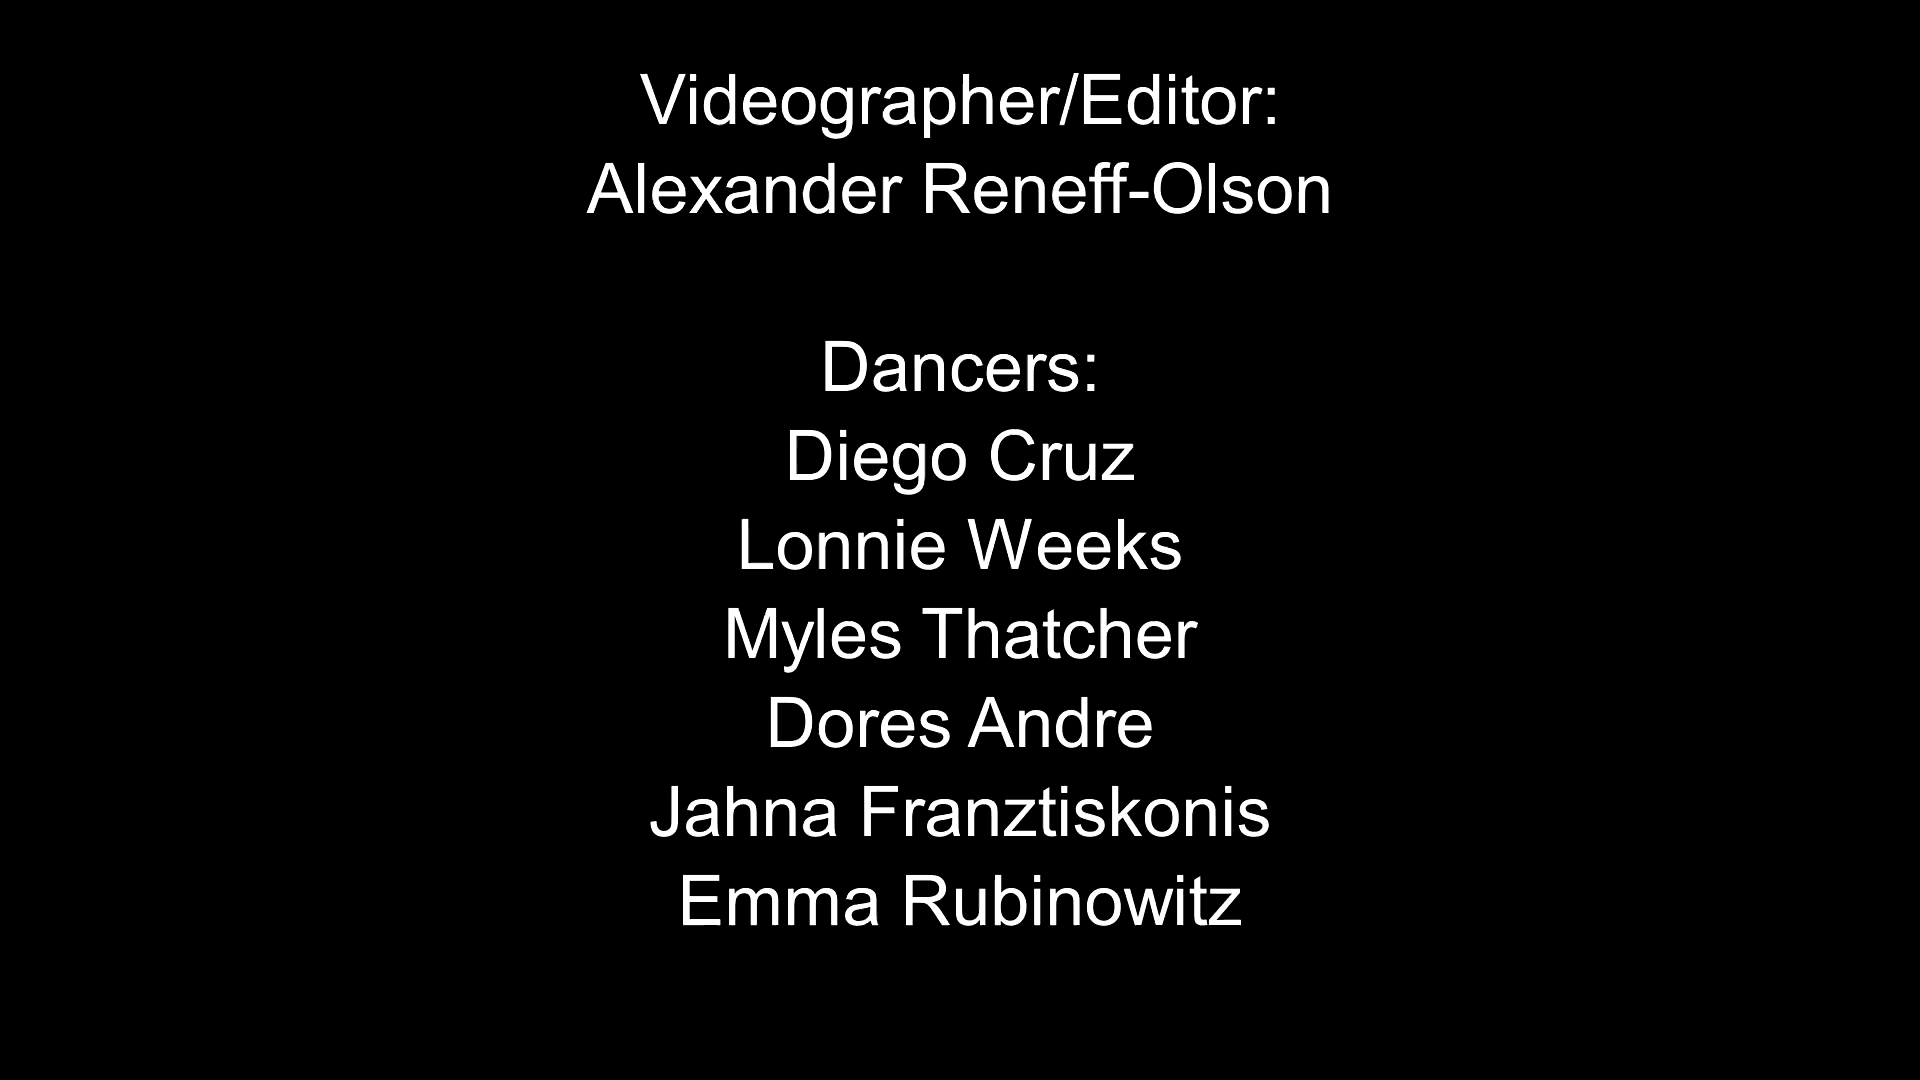 Videographer/Editor:
Alexander Reneff-Olson
Dancers:
Diego Cruz
Lonnie Weeks
Myles Thatcher
Dores Andre
Jahna Franztiskonis
Emma Rubinowitz